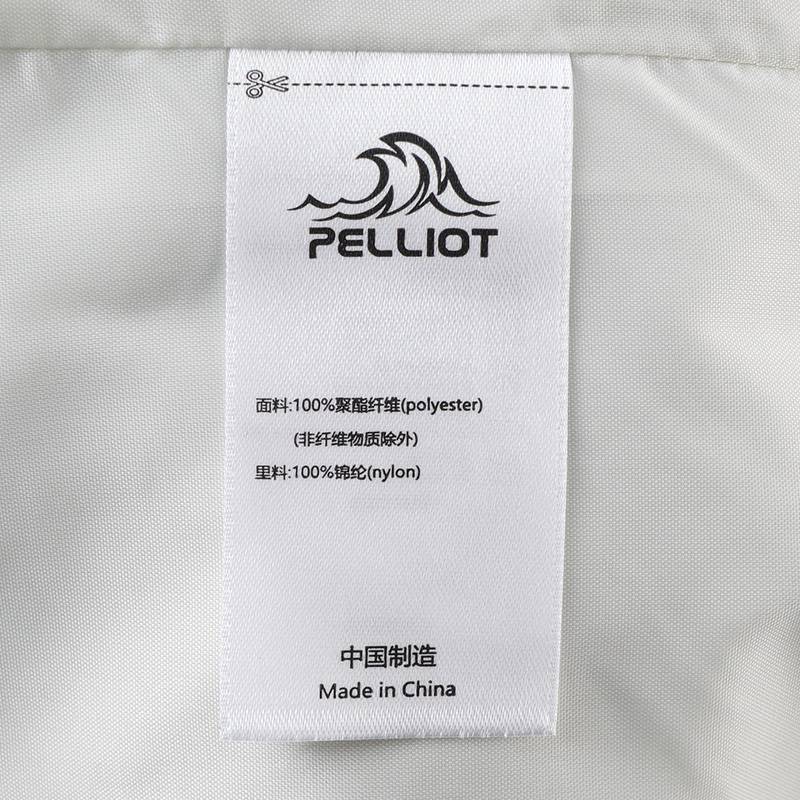 PELLIOT
面料:100%聚酯纤维(polyester)
(非纤维物质除外)
里料:100%锦纶(nylon)
中国制造
Made in China